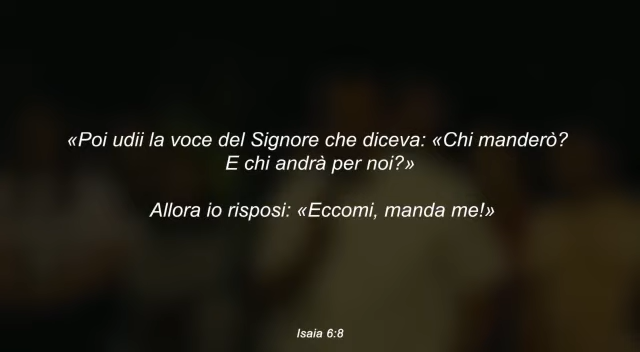 «Poi udii la voce del Signore che diceva: «Chi manderò?
E chi andrà per noi?»
Allora io risposi: «Eccomi, manda me!»
Isaia 6:8